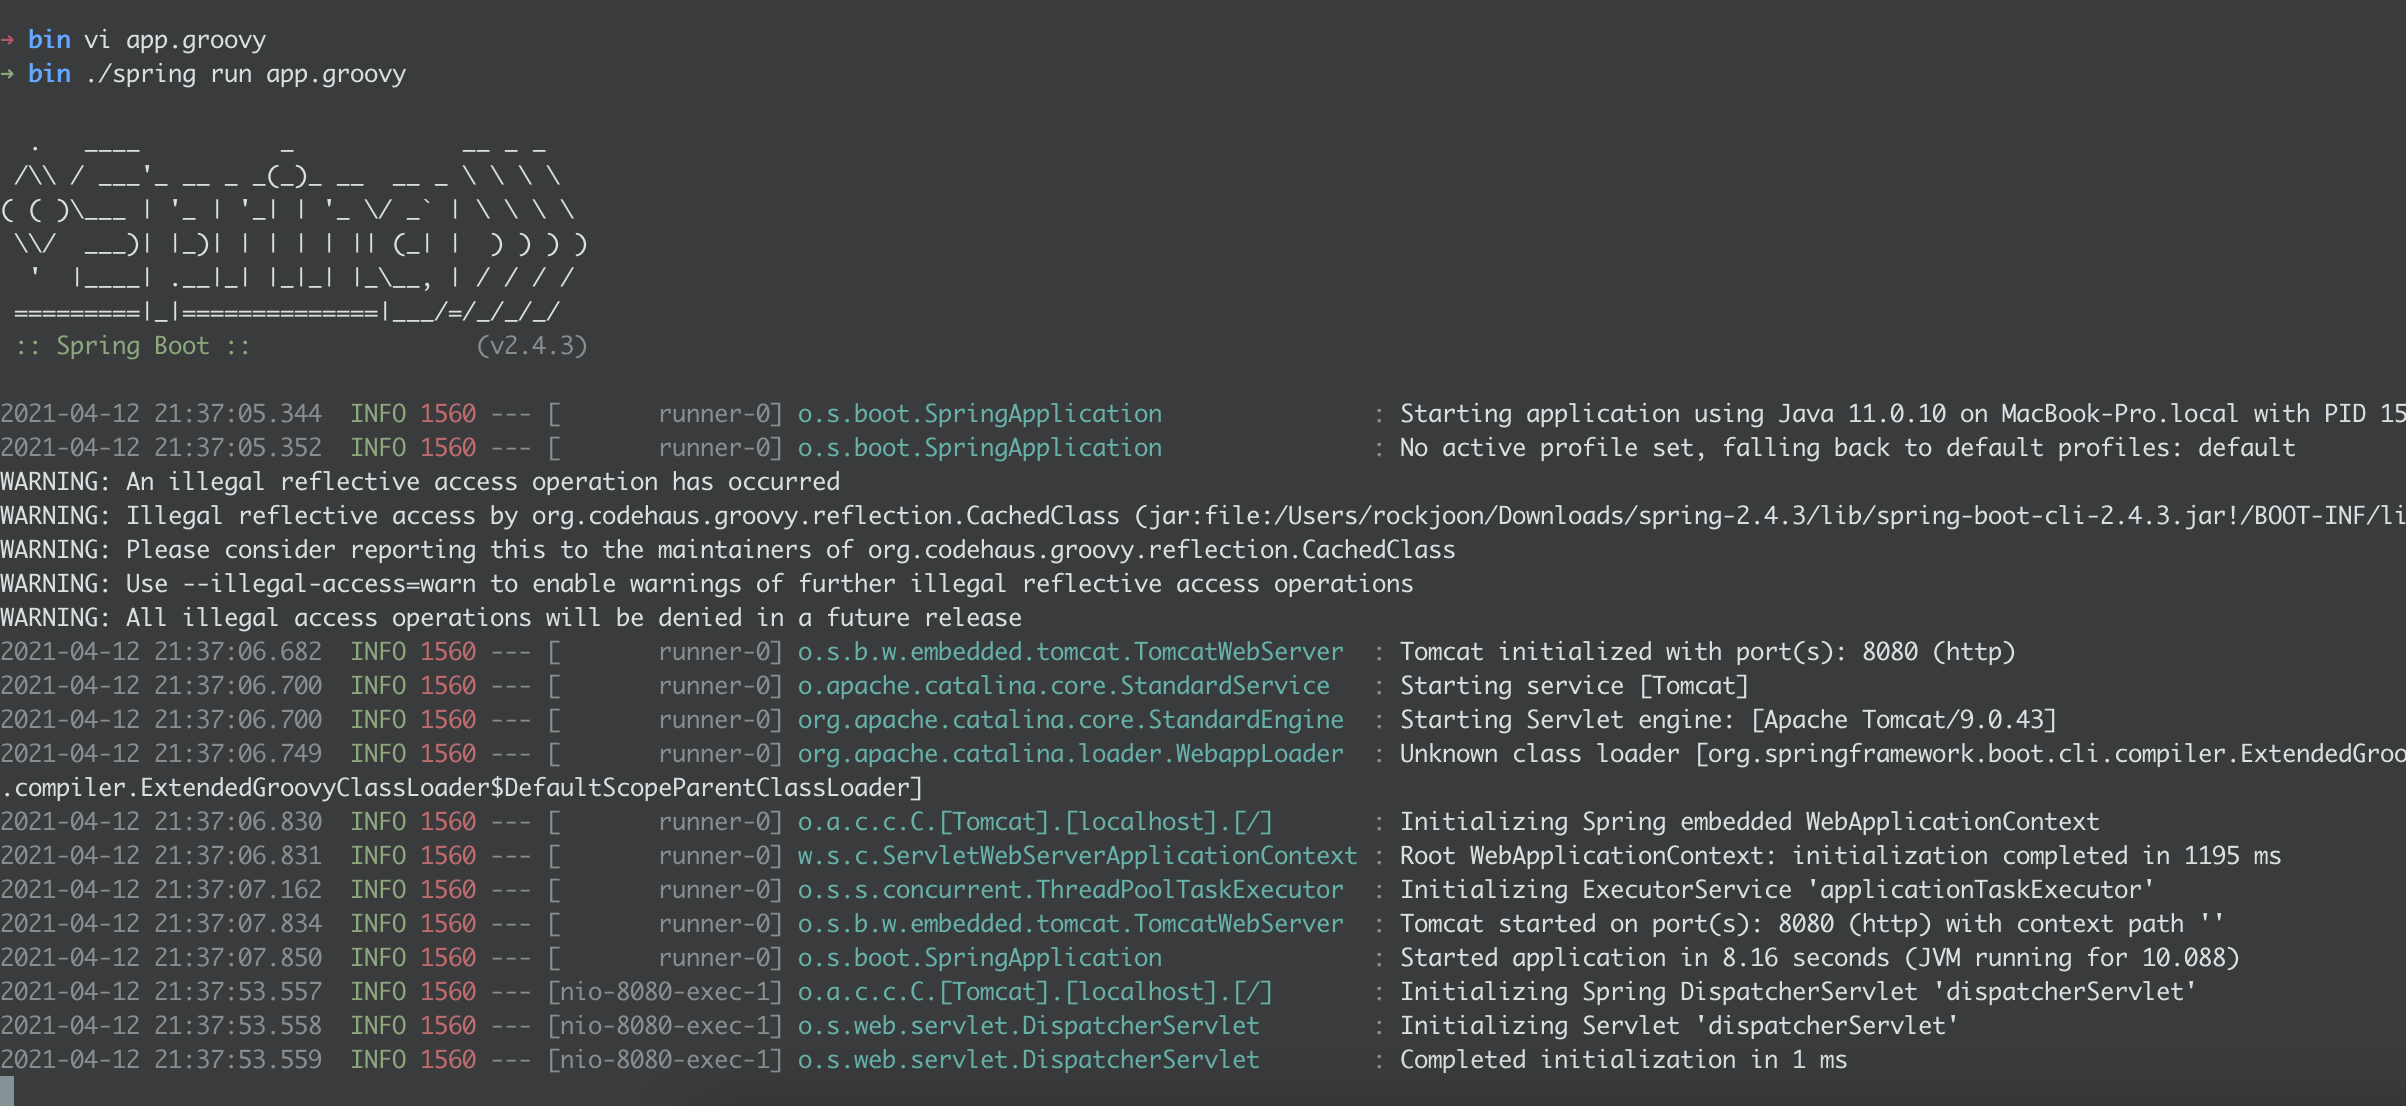 → bin vi app.groovy
→ bin ./spring run app.groovy
  .   ____          _            __ _ _
 /\\ / ___'_ __ _ _(_)_ __  __ _ \ \ \ \
( ( )\___ | '_ | '_| | '_ \/ _` | \ \ \ \
 \\/  ___)| |_)| | | | | || (_| |  ) ) ) )
  '  |____| .__|_| |_|_| |_\__, | / / / /
 =========|_|==============|___/=/_/_/_/
 :: Spring Boot ::                (v2.4.3)
2021-04-12 21:37:05.344  INFO 1560 --- [       runner-0] o.s.boot.SpringApplication               : Starting application using Java 11.0.10 on MacBook-Pro.local with PID 15
2021-04-12 21:37:05.352  INFO 1560 --- [       runner-0] o.s.boot.SpringApplication               : No active profile set, falling back to default profiles: default
WARNING: An illegal reflective access operation has occurred
WARNING: Illegal reflective access by org.codehaus.groovy.reflection.CachedClass (jar:file:/Users/rockjoon/Downloads/spring-2.4.3/lib/spring-boot-cli-2.4.3.jar!/BOOT-INF/li
WARNING: Please consider reporting this to the maintainers of org.codehaus.groovy.reflection.CachedClass
WARNING: Use --illegal-access=warn to enable warnings of further illegal reflective access operations
WARNING: All illegal access operations will be denied in a future release
2021-04-12 21:37:06.682  INFO 1560 --- [       runner-0] o.s.b.w.embedded.tomcat.TomcatWebServer  : Tomcat initialized with port(s): 8080 (http)
2021-04-12 21:37:06.700  INFO 1560 --- [       runner-0] o.apache.catalina.core.StandardService   : Starting service [Tomcat]
2021-04-12 21:37:06.700  INFO 1560 --- [       runner-0] org.apache.catalina.core.StandardEngine  : Starting Servlet engine: [Apache Tomcat/9.0.43]
2021-04-12 21:37:06.749  INFO 1560 --- [       runner-0] org.apache.catalina.loader.WebappLoader  : Unknown class loader [org.springframework.boot.cli.compiler.ExtendedGroo
.compiler.ExtendedGroovyClassLoader$DefaultScopeParentClassLoader]
2021-04-12 21:37:06.830  INFO 1560 --- [       runner-0] o.a.c.c.C.[Tomcat].[localhost].[/]       : Initializing Spring embedded WebApplicationContext
2021-04-12 21:37:06.831  INFO 1560 --- [       runner-0] w.s.c.ServletWebServerApplicationContext : Root WebApplicationContext: initialization completed in 1195 ms
2021-04-12 21:37:07.162  INFO 1560 --- [       runner-0] o.s.s.concurrent.ThreadPoolTaskExecutor  : Initializing ExecutorService 'applicationTaskExecutor'
2021-04-12 21:37:07.834  INFO 1560 --- [       runner-0] o.s.b.w.embedded.tomcat.TomcatWebServer  : Tomcat started on port(s): 8080 (http) with context path ''
2021-04-12 21:37:07.850  INFO 1560 --- [       runner-0] o.s.boot.SpringApplication               : Started application in 8.16 seconds (JVM running for 10.088)
2021-04-12 21:37:53.557  INFO 1560 --- [nio-8080-exec-1] o.a.c.c.C.[Tomcat].[localhost].[/]       : Initializing Spring DispatcherServlet 'dispatcherServlet'
2021-04-12 21:37:53.558  INFO 1560 --- [nio-8080-exec-1] o.s.web.servlet.DispatcherServlet        : Initializing Servlet 'dispatcherServlet'
2021-04-12 21:37:53.559  INFO 1560 --- [nio-8080-exec-1] o.s.web.servlet.DispatcherServlet        : Completed initialization in 1 ms